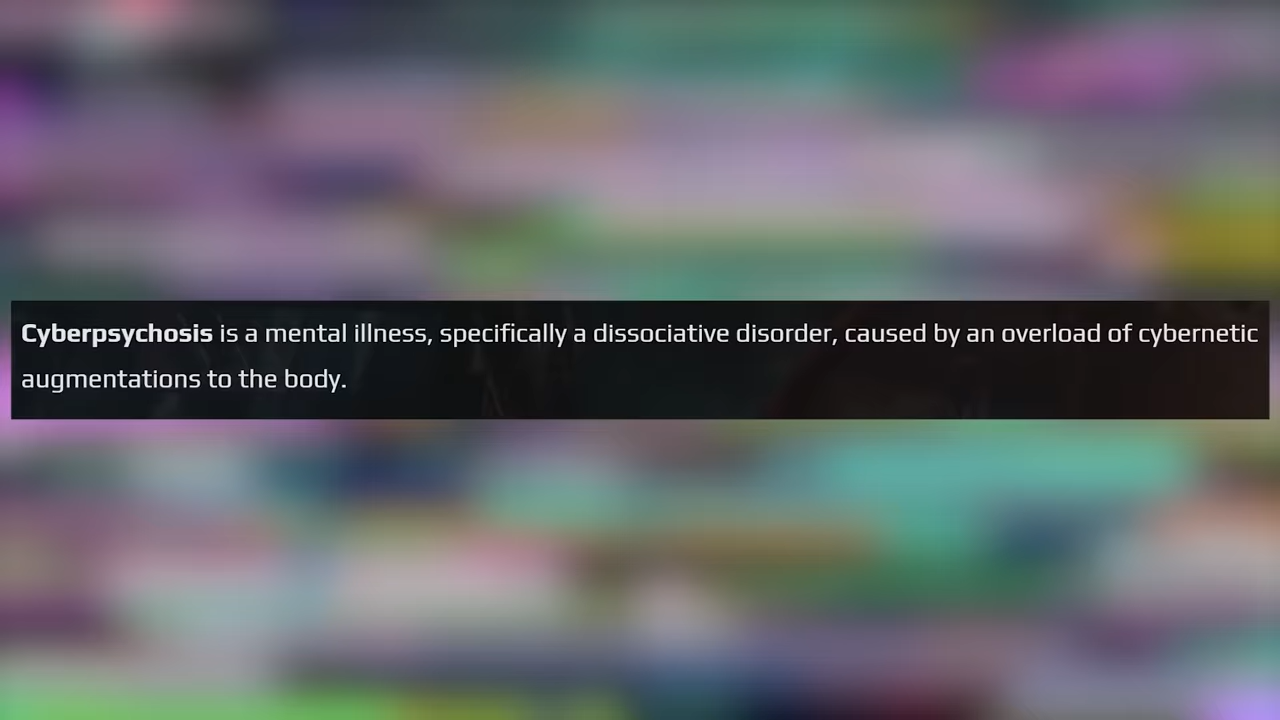 Cyberpsychosis is a mental illness, specifically a dissociative disorder, caused by an overload of cybernetic
augmentations to the body.